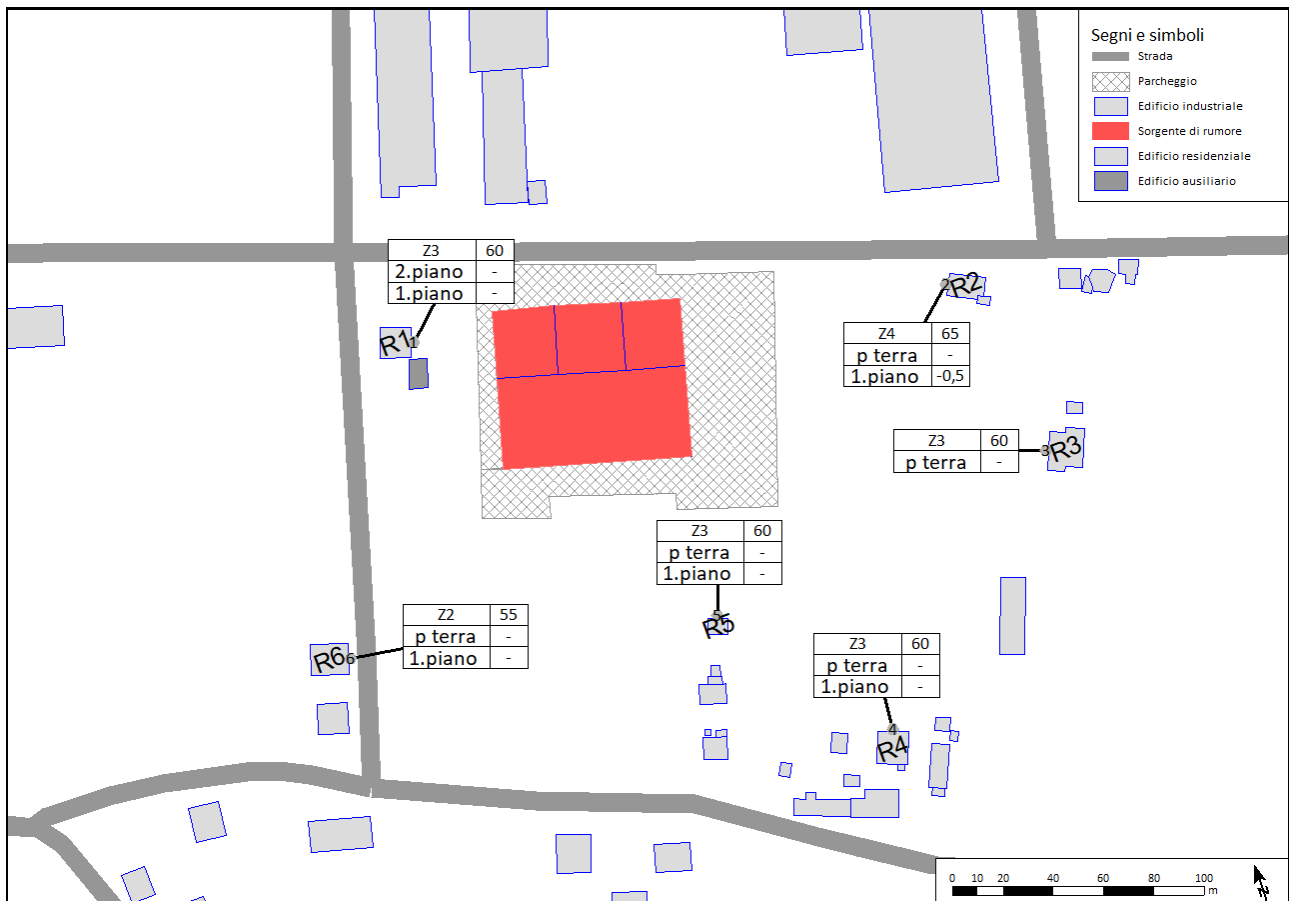 Segni e simboli
Strada
Parcheggio
Edificio industriale
Sorgente di rumore
Edificio residenziale
Edificio ausiliario
Z3 60
2.piano -
1.piano -
R1 1
2 R2
Z4 65
p terra -
1.piano -0,5
Z3 60
p terra -
3 R3
Z3 60
p terra -
1.piano -
5
R5
Z2 55
p terra -
1.piano -
R6 6
Z3 60
p terra -
1.piano -
4
R4
0 10 20 40 60 80 100
m
N